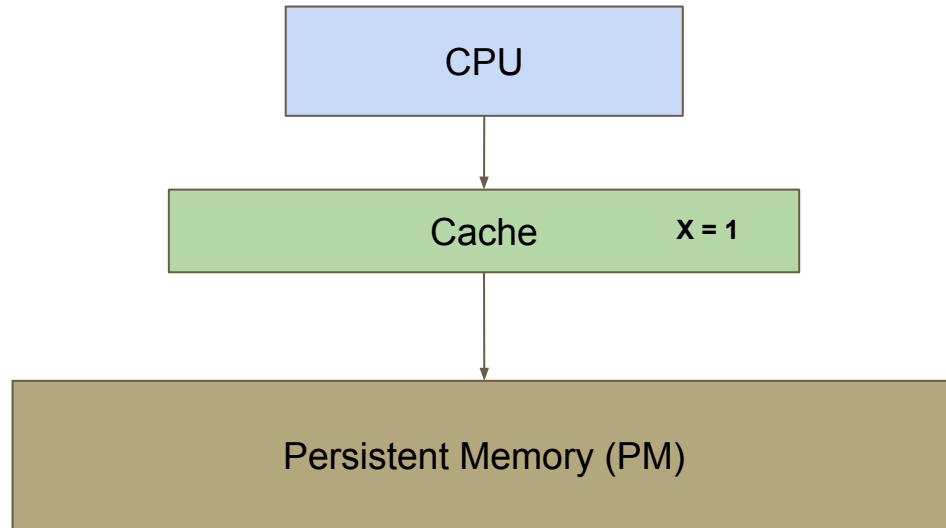 CPU
Cache X = 1
Persistent Memory (PM)